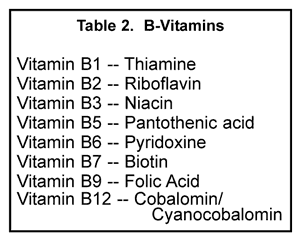 Table 2.  B-Vitamins
Vitamin B1 -- Thiamine
Vitamin B2 -- Riboflavin
Vitamin B3 -- Niacin
Vitamin B5 -- Pantothenic acid
Vitamin B6 -- Pyridoxine
Vitamin B7 -- Biotin
Vitamin B9 -- Folic Acid
Vitamin B12 -- Cobalomin/
Cyanocobalomin